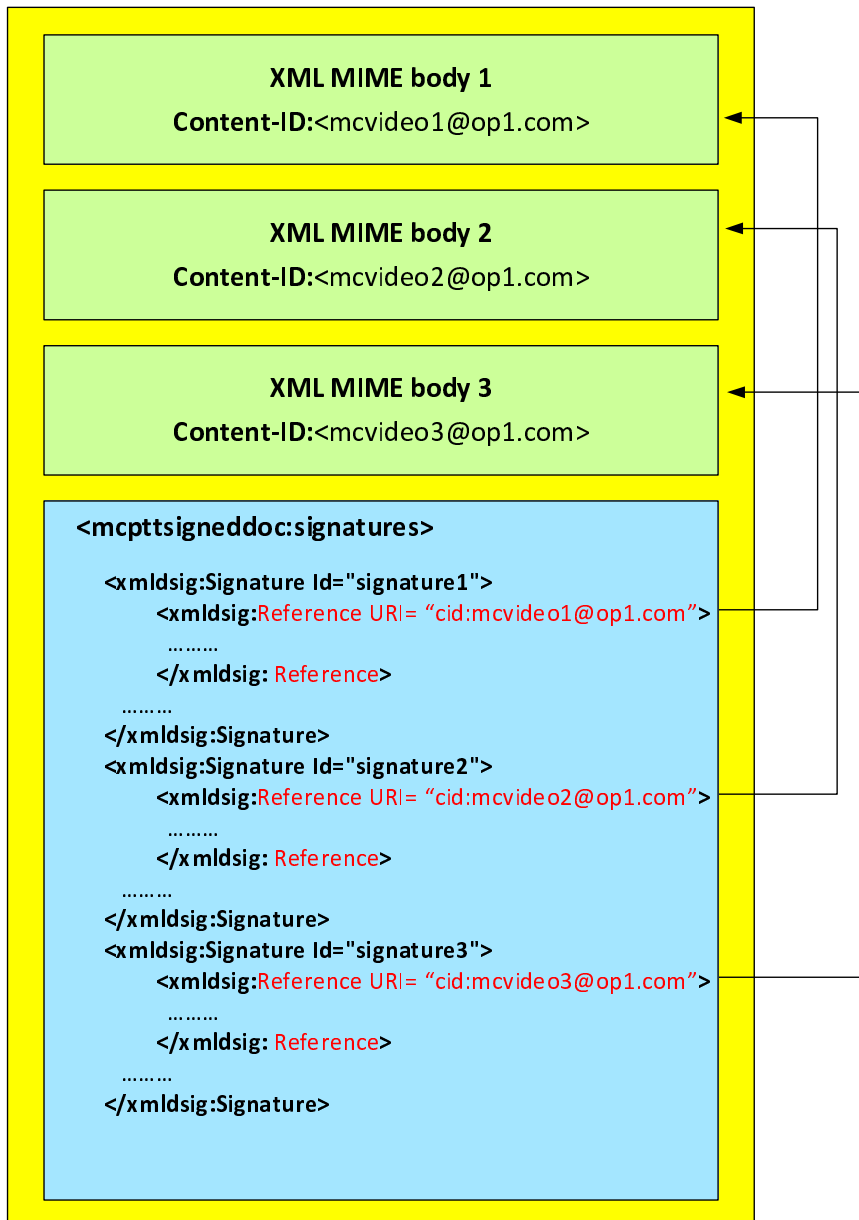 XML MIME body 1
Content-ID:<mcvideo1@op1.com>
XML MIME body 2
Content-ID:<mcvideo2@op1.com>
XML MIME body 3
Content-ID:<mcvideo3@op1.com>
<mcpttsigneddoc:signatures>
<xmldsig:Signature Id="signature1">
<xmldsig:Reference URI= “cid:mcvideo1@op1.com”>
………
</xmldsig: Reference>
………
</xmldsig:Signature>
<xmldsig:Signature Id="signature2">
<xmldsig:Reference URI= “cid:mcvideo2@op1.com”>
………
</xmldsig: Reference>
………
</xmldsig:Signature>
<xmldsig:Signature Id="signature3">
<xmldsig:Reference URI= “cid:mcvideo3@op1.com”>
………
</xmldsig: Reference>
………
</xmldsig:Signature>